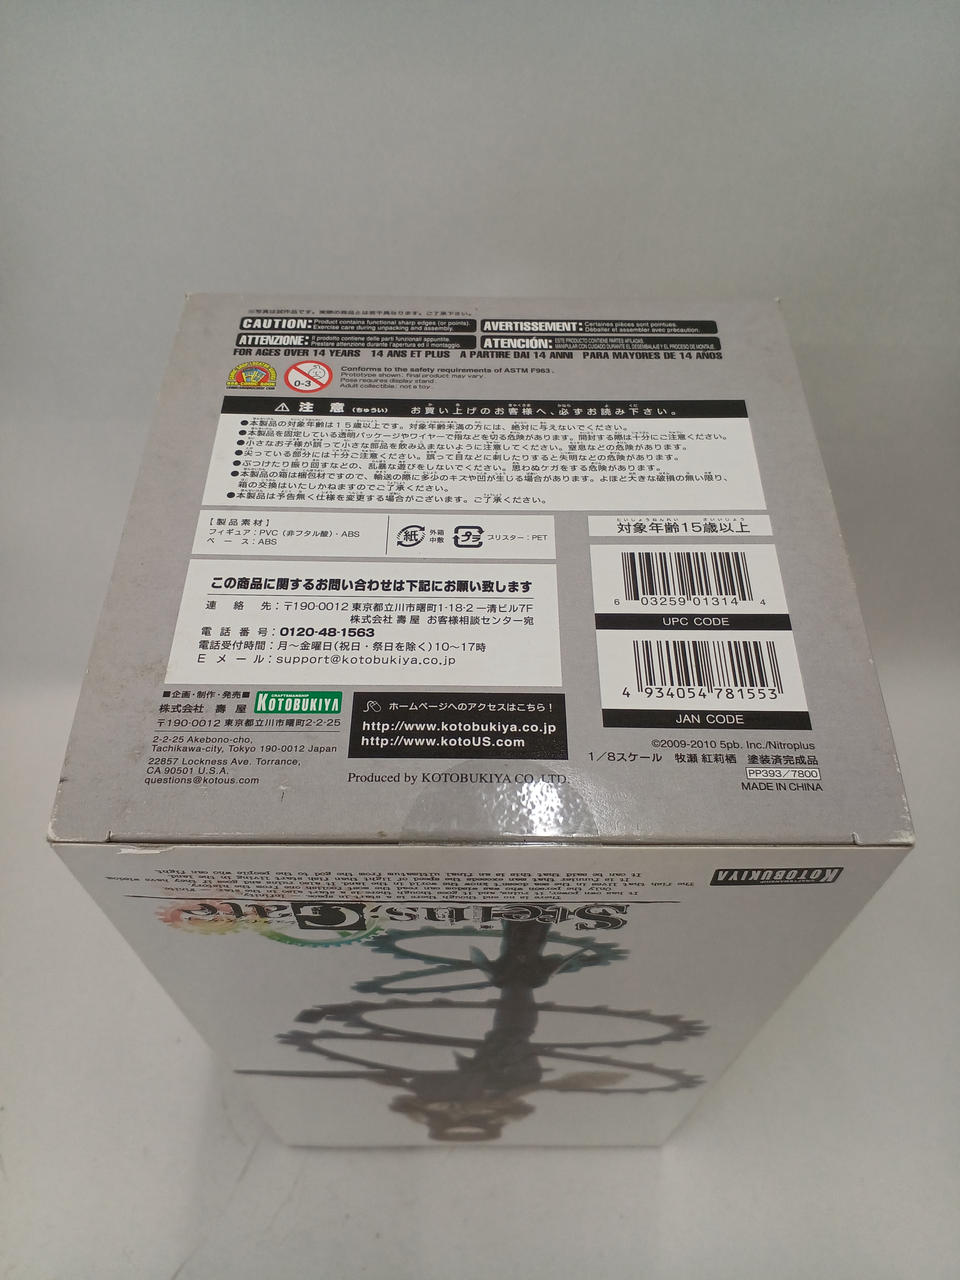 ※写真は試作品です。実際の商品とは若干異なります。ご了承下さい。
CAUTION: Product contains functional sharp edges (or points). Exercise care during unpacking and assembly.
AVERTISSEMENT: Certaines pièces sont pointues. Déballer et assembler avec précaution.
ATTENZIONE: Il prodotto contiene delle parti funzionali appuntite. Prestare attenzione durante l'apertura ed il montaggio.
ATENCIÓN: ESTE PRODUCTO CONTIENE PARTES AFILADAS. MANIPULAR CON CUIDADO DURANTE EL DESEMBALAJE Y EL PROCESO DE MONTAJE.
FOR AGES OVER 14 YEARS 14 ANS ET PLUS A PARTIRE DAI 14 ANNI PARA MAYORES DE 14 AÑOS
0-3
Conforms to the safety requirements of ASTM F963.
Prototype shown: final product may vary.
Pose requires display stand.
Adult collectible: not a toy.
⚠ 注 意 (ちゅうい) お買い上げのお客様へ、必ずお読み下さい。
●本製品の対象年齢は15歳以上です。対象年齢未満の方には、絶対に与えないでください。
●本製品を固定している透明パッケージやワイヤーで指などを切る危険があります。開封する際は十分にご注意ください。
●小さなお子様が誤って小さな部品を飲み込まないように注意してください。窒息などの危険があります。
●尖っている部分には十分ご注意ください。誤って目などに刺したりすると失明などの危険があります。
●ぶつけたり振り回すなどの、乱暴な遊びをしないでください。思わぬケガをする危険があります。
●本製品の箱は梱包材ですので、輸送の際に多少のキズや凹が生じる場合があります。よほど大きな破損の無い限り、
箱の交換はいたしかねますのでご了承ください。
●本製品は予告無く仕様を変更する場合がございます。ご了承ください。
【製品素材】
フィギュア：PVC（非フタル酸）・ABS
ベース：ABS
紙 外箱 中敷
プラ ブリスター：PET
対象年齢15歳以上
この商品に関するお問い合わせは下記にお願い致します
連 絡 先：〒190-0012 東京都立川市曙町1-18-2 一清ビル7F
株式会社 壽屋 お客様相談センター宛
電 話 番 号：0120-48-1563
電話受付時間：月～金曜日(祝日・祭日を除く)10～17時
E メ ー ル：support@kotobukiya.co.jp
6 03259 01314 4
UPC CODE
4 934054 781553
JAN CODE
■企画・制作・発売■
株式会社 壽 屋
CRAFTSMANSHIP
KOTOBUKIYA
〒190-0012 東京都立川市曙町2-2-25
2-2-25 Akebono-cho,
Tachikawa-city, Tokyo 190-0012 Japan
22857 Lockness Ave. Torrance,
CA 90501 U.S.A.
questions@kotous.com
ホームページへのアクセスはこちら！
http://www.kotobukiya.co.jp
http://www.kotoUS.com
Produced by KOTOBUKIYA CO.,LTD.
©2009-2010 5pb. Inc./Nitroplus
1/8スケール 牧瀬 紅莉栖 塗装済完成品
PP393/7800
MADE IN CHINA
KOTOBUKIYA
Steins;Gate